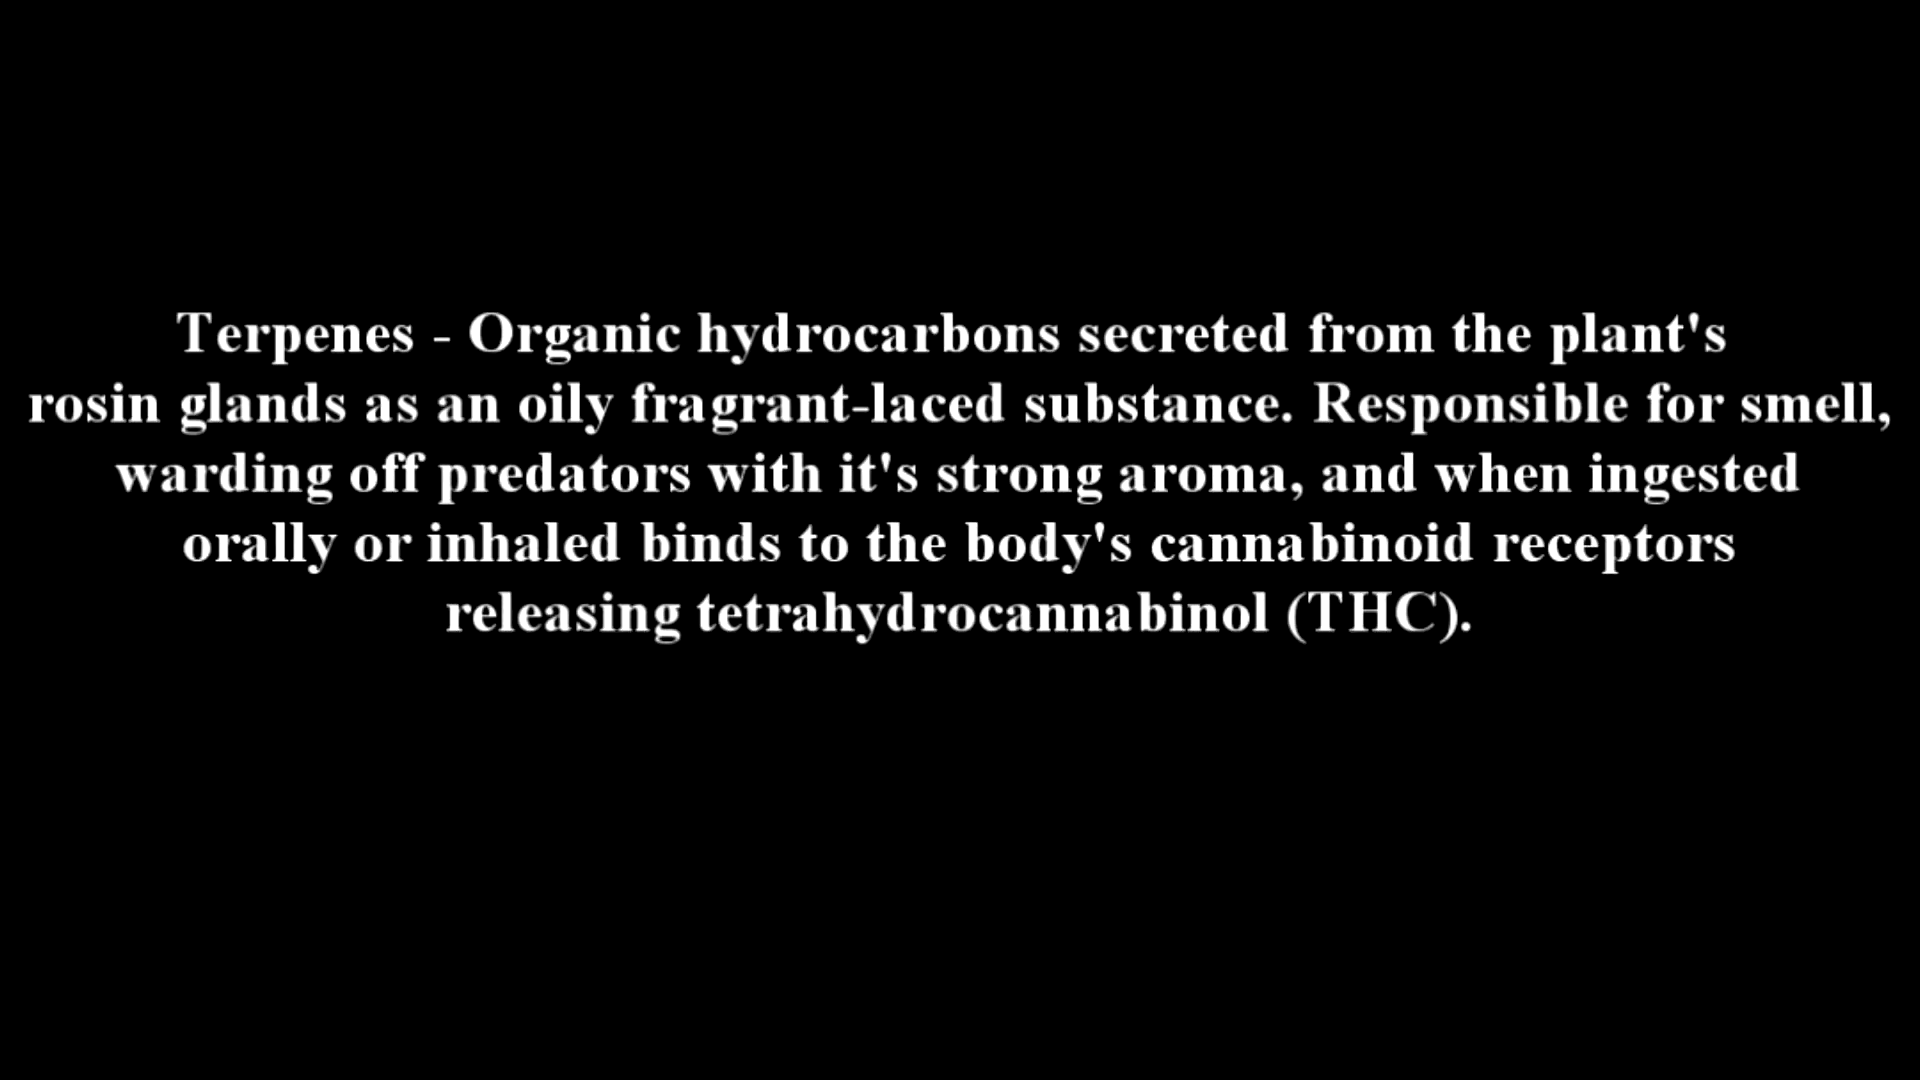 Terpenes - Organic hydrocarbons secreted from the plant's
rosin glands as an oily fragrant-laced substance. Responsible for smell,
warding off predators with it's strong aroma, and when ingested
orally or inhaled binds to the body's cannabinoid receptors
releasing tetrahydrocannabinol (THC).